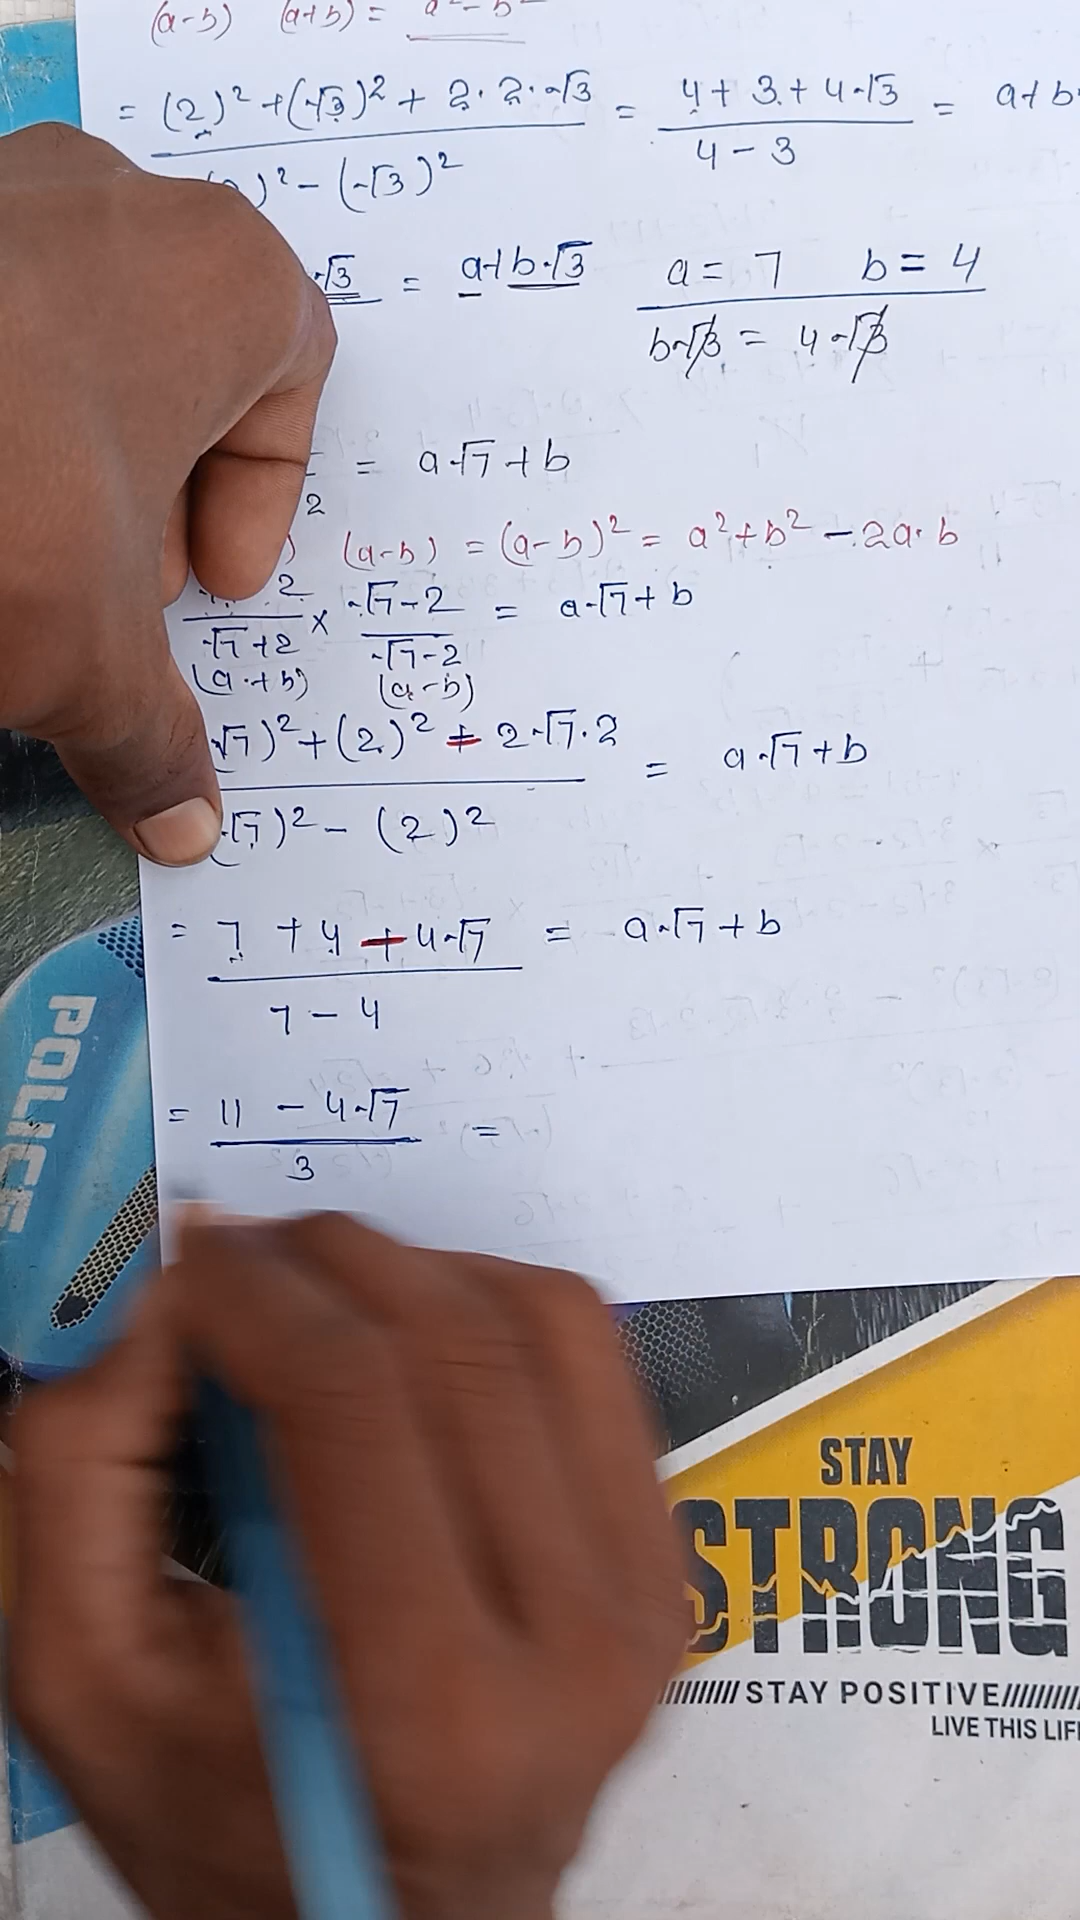 (a-b) (a+b) = a² - b²
= (2)² + (√3)² + 2·2·√3 / ( )² - (√3)² = 4 + 3 + 4√3 / 4 - 3 = a+b
√3 = a+b√3 a = 7 b = 4
b√3 = 4√3
2 = a√7 + b
) (a-b) = (a-b)² = a² + b² - 2a·b
2 / √7 + 2 × √7 - 2 / √7 - 2 = a√7 + b
(a+b) (a-b)
√7)² + (2)² - 2·√7·2 / √7)² - (2)² = a√7 + b
= 7 + 4 - 4√7 / 7 - 4 = a√7 + b
= 11 - 4√7 / 3 =
POLICE
STAY
STRONG
STAY POSITIVE
LIVE THIS LIF